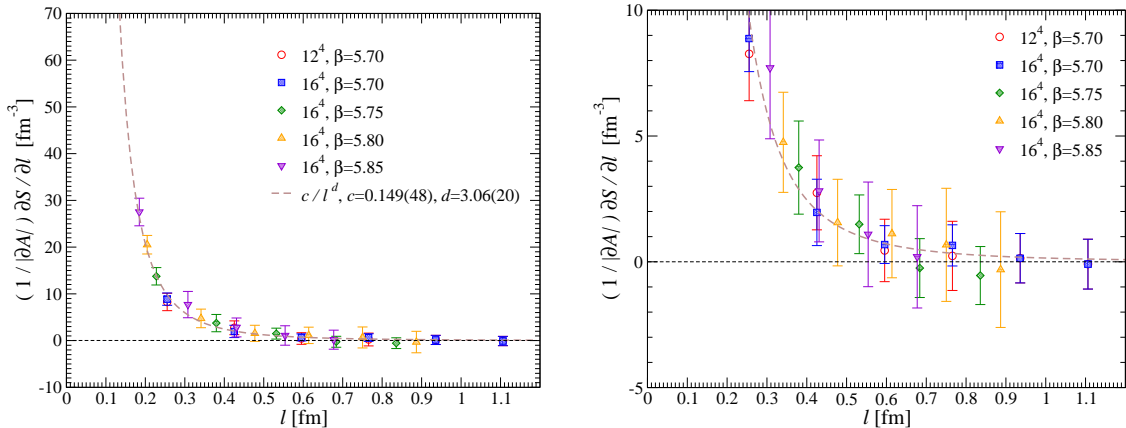 70
60
50
40
30
20
10
0
-10
( 1 / |∂A| ) ∂S / ∂l [fm⁻³]
12⁴, β=5.70
16⁴, β=5.70
16⁴, β=5.75
16⁴, β=5.80
16⁴, β=5.85
c / l^d, c=0.149(48), d=3.06(20)
0 0.1 0.2 0.3 0.4 0.5 0.6 0.7 0.8 0.9 1 1.1
l [fm]
10
5
0
-5
( 1 / |∂A| ) ∂S / ∂l [fm⁻³]
12⁴, β=5.70
16⁴, β=5.70
16⁴, β=5.75
16⁴, β=5.80
16⁴, β=5.85
0 0.1 0.2 0.3 0.4 0.5 0.6 0.7 0.8 0.9 1 1.1
l [fm]